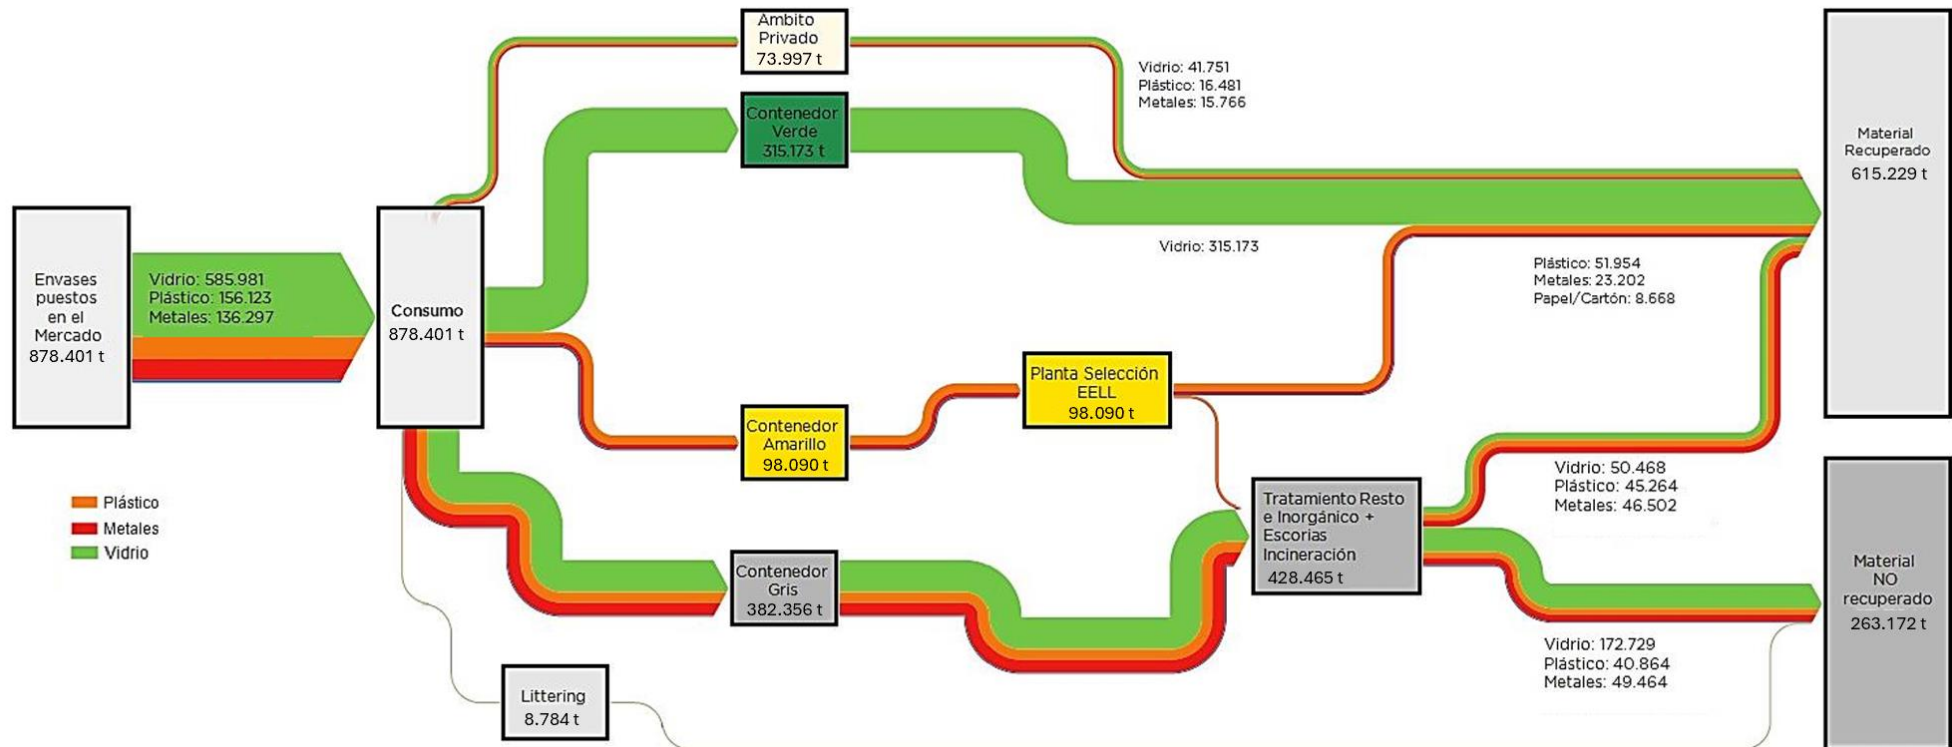 Ambito
Privado
73.997 t
Vidrio: 41.751
Plástico: 16.481
Metales: 15.766
Contenedor
Verde
315.173 t
Material
Recuperado
615.229 t
Envases
puestos
en el
Mercado
878.401 t
Vidrio: 585.981
Plástico: 156.123
Metales: 136.297
Consumo
878.401 t
Vidrio: 315.173
Plástico: 51.954
Metales: 23.202
Papel/Cartón: 8.668
Planta Selección
EELL
98.090 t
Contenedor
Amarillo
98.090 t
Plástico
Metales
Vidrio
Tratamiento Resto
e Inorgánico +
Escorias
Incineración
428.465 t
Vidrio: 50.468
Plástico: 45.264
Metales: 46.502
Contenedor
Gris
382.356 t
Material
NO
recuperado
263.172 t
Vidrio: 172.729
Plástico: 40.864
Metales: 49.464
Littering
8.784 t